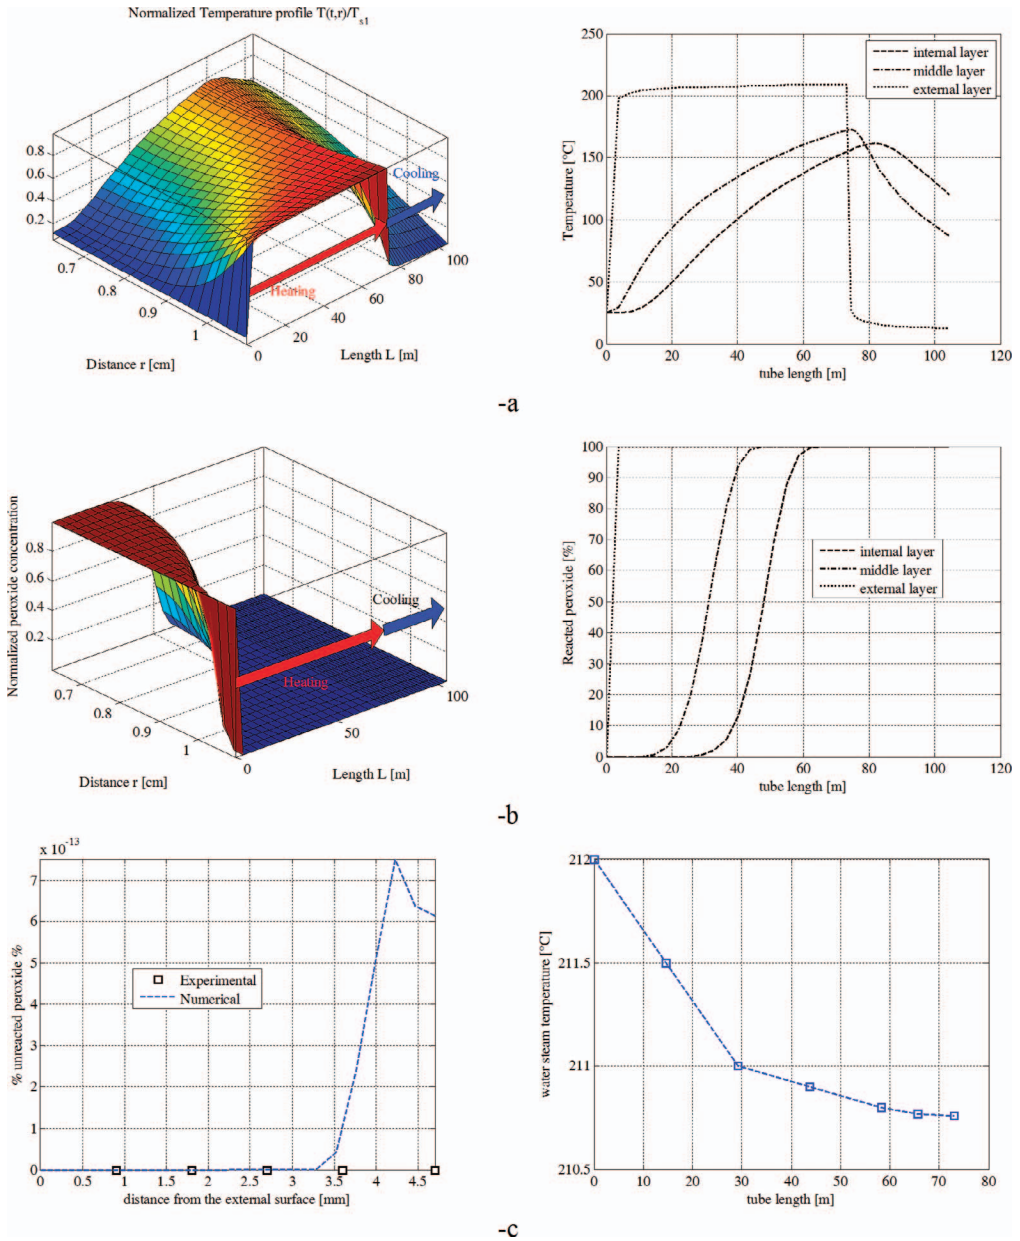 Normalized Temperature profile T(t,r)/T_s1
0.8
0.6
0.4
0.2
0.7
0.8
0.9
1
Distance r [cm]
0
20
40
60
80
100
Length L [m]
Heating
Cooling
250
200
150
100
50
0
0 20 40 60 80 100 120
Temperature [°C]
tube length [m]
internal layer
middle layer
external layer
-a
Normalized peroxide concentration
0.8
0.6
0.4
0.2
0.7
0.8
0.9
1
Distance r [cm]
0
50
100
Length L [m]
Heating
Cooling
100
90
80
70
60
50
40
30
20
10
0
0 20 40 60 80 100 120
Reacted peroxide [%]
tube length [m]
internal layer
middle layer
external layer
-b
x 10^-13
7
6
5
4
3
2
1
0
0 0.5 1 1.5 2 2.5 3 3.5 4 4.5
% unreacted peroxide %
distance from the external surface [mm]
Experimental
Numerical
212
211.5
211
210.5
0 10 20 30 40 50 60 70 80
water steam temperature [°C]
tube length [m]
-c